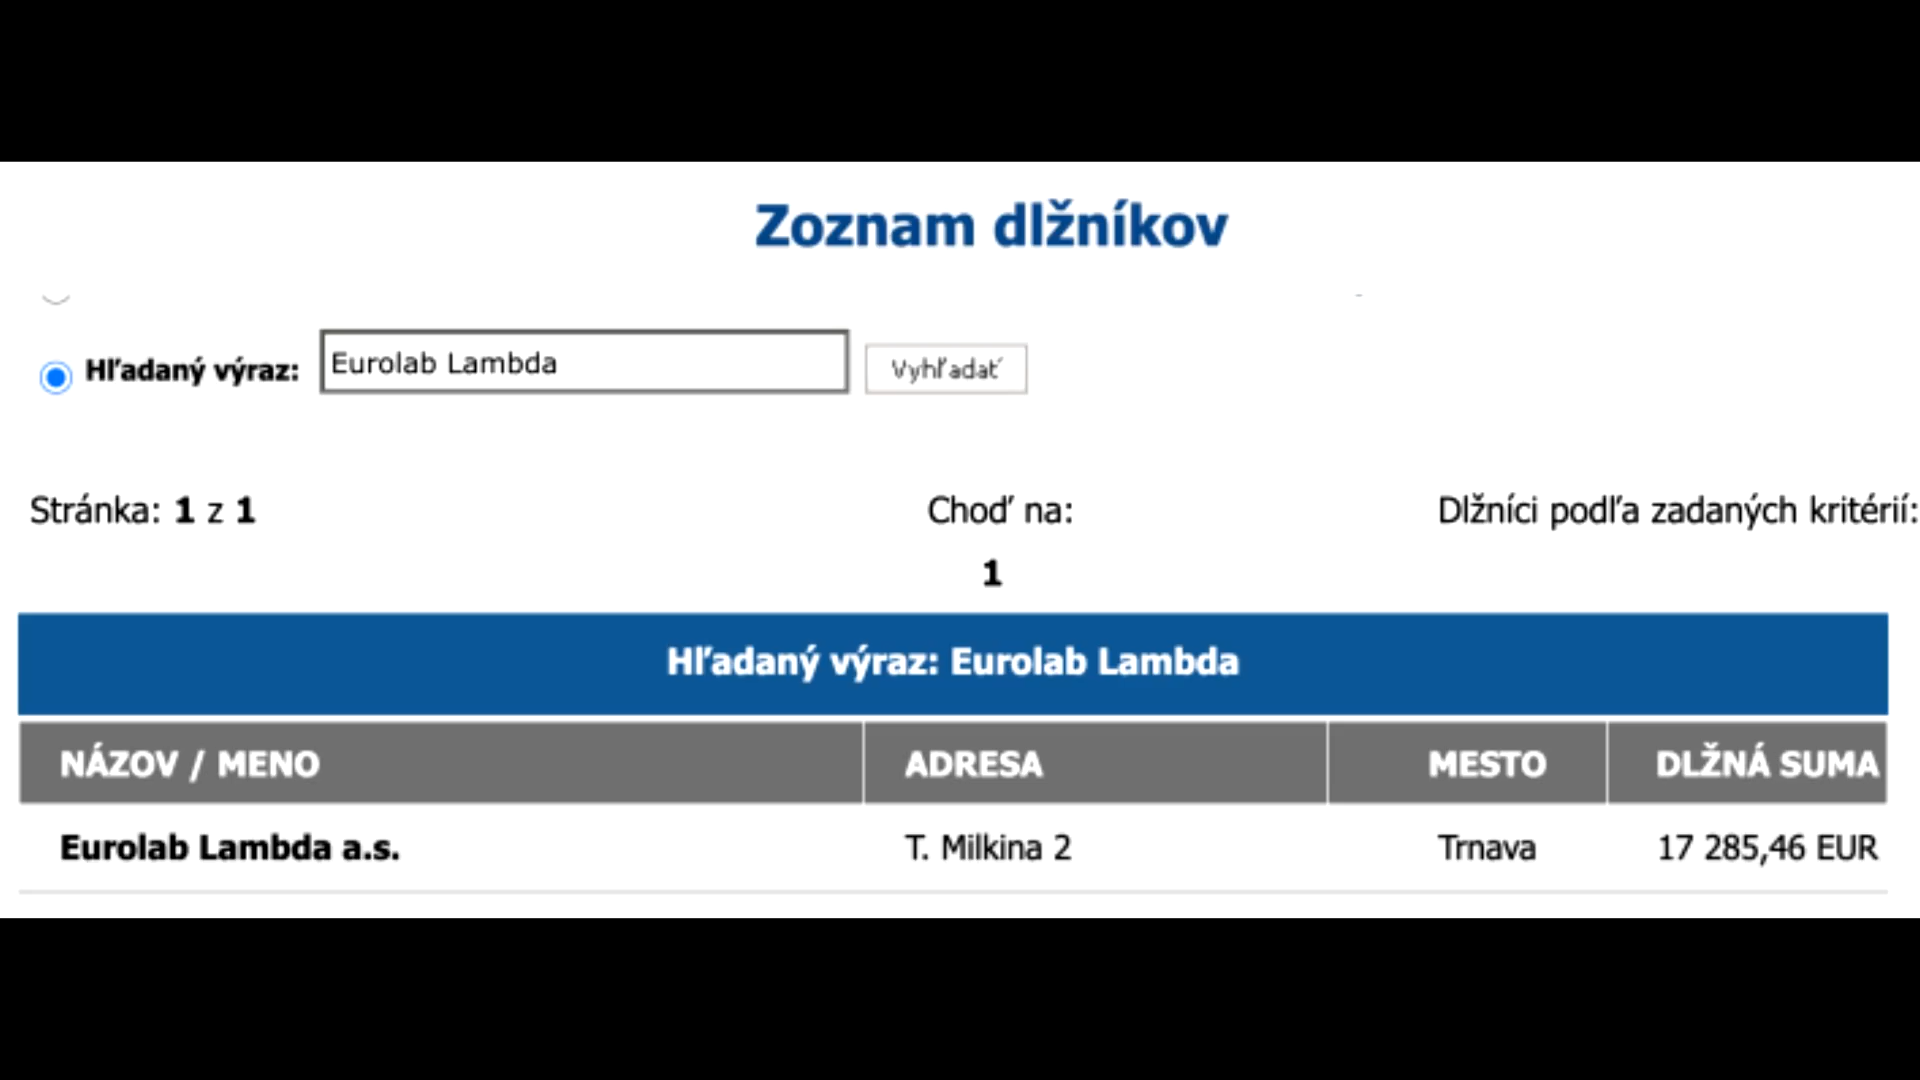 Zoznam dlžníkov
Hľadaný výraz: Eurolab Lambda Vyhľadať
Stránka: 1 z 1 Choď na: Dlžníci podľa zadaných kritérií:
1
Hľadaný výraz: Eurolab Lambda
NÁZOV / MENO ADRESA MESTO DLŽNÁ SUMA
Eurolab Lambda a.s. T. Milkina 2 Trnava 17 285,46 EUR